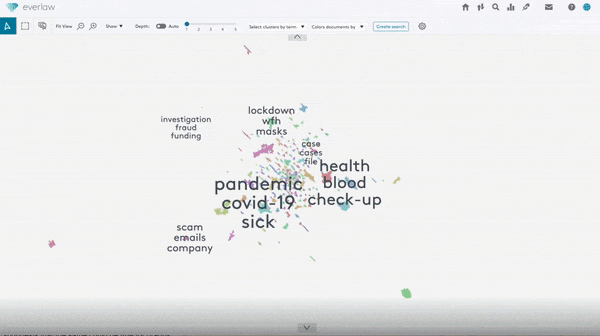 everlaw
Fit View
Show
Depth:
Auto
1 2 3 4 5
Select clusters by term
Colors documents by
Create search
lockdown
wfh
masks
investigation
fraud
funding
case
cases
file
health
blood
check-up
pandemic
covid-19
sick
scam
emails
company